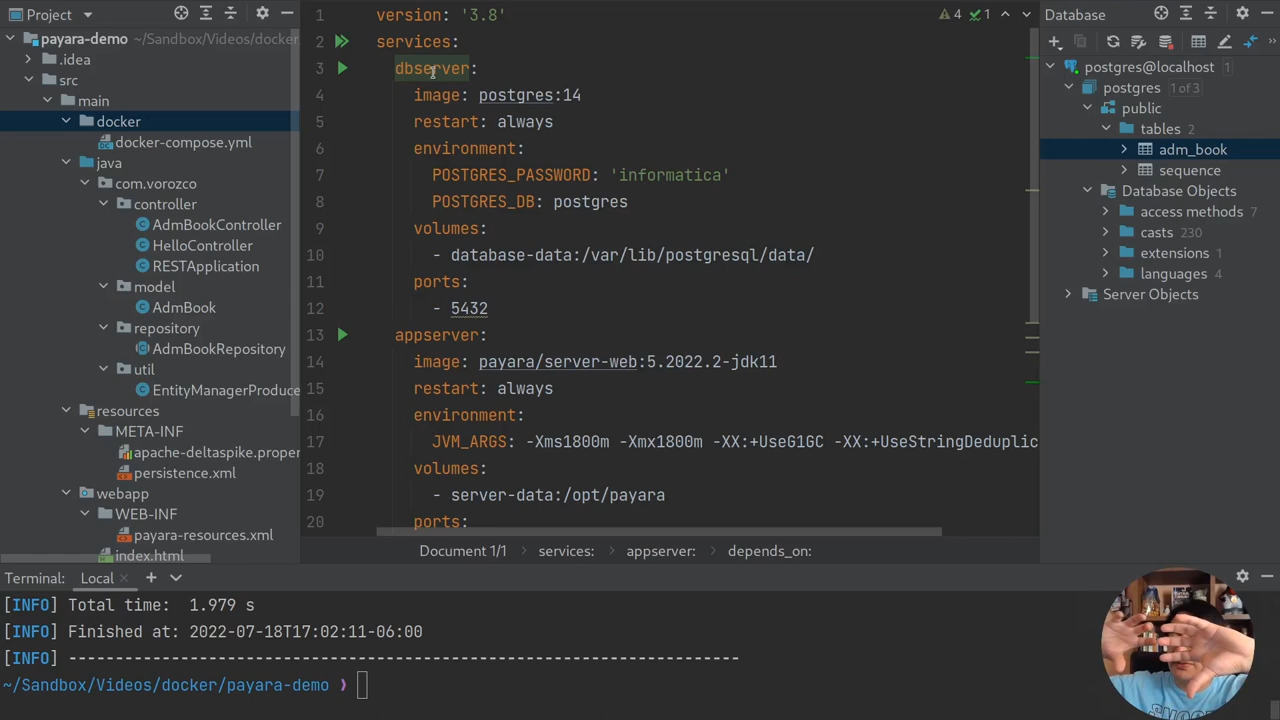 Project
payara-demo ~/Sandbox/Videos/docker
.idea
src
main
docker
docker-compose.yml
java
com.vorozco
controller
AdmBookController
HelloController
RESTApplication
model
AdmBook
repository
AdmBookRepository
util
EntityManagerProduce
resources
META-INF
apache-deltaspike.proper
persistence.xml
webapp
WEB-INF
payara-resources.xml
index.html
1 version: '3.8'
2 services:
3 dbserver:
4 image: postgres:14
5 restart: always
6 environment:
7 POSTGRES_PASSWORD: 'informatica'
8 POSTGRES_DB: postgres
9 volumes:
10 - database-data:/var/lib/postgresql/data/
11 ports:
12 - 5432
13 appserver:
14 image: payara/server-web:5.2022.2-jdk11
15 restart: always
16 environment:
17 JVM_ARGS: -Xms1800m -Xmx1800m -XX:+UseG1GC -XX:+UseStringDeduplic
18 volumes:
19 - server-data:/opt/payara
20 ports:
4 1
Document 1/1 services: appserver: depends_on:
Database
postgres@localhost 1
postgres 1 of 3
public
tables 2
adm_book
sequence
Database Objects
access methods 7
casts 230
extensions 1
languages 4
Server Objects
Terminal: Local
[INFO] Total time: 1.979 s
[INFO] Finished at: 2022-07-18T17:02:11-06:00
[INFO] ------------------------------------------------------------------------
~/Sandbox/Videos/docker/payara-demo ❯